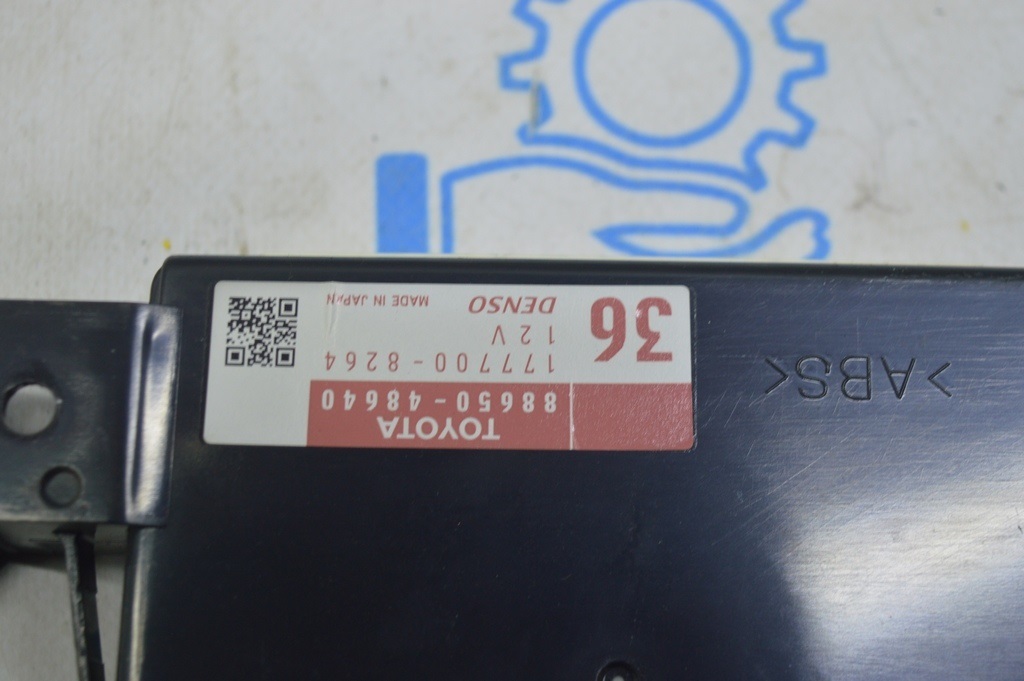 TOYOTA
88650-48640
177700-8264
12V
DENSO MADE IN JAPAN
36
>ABS<